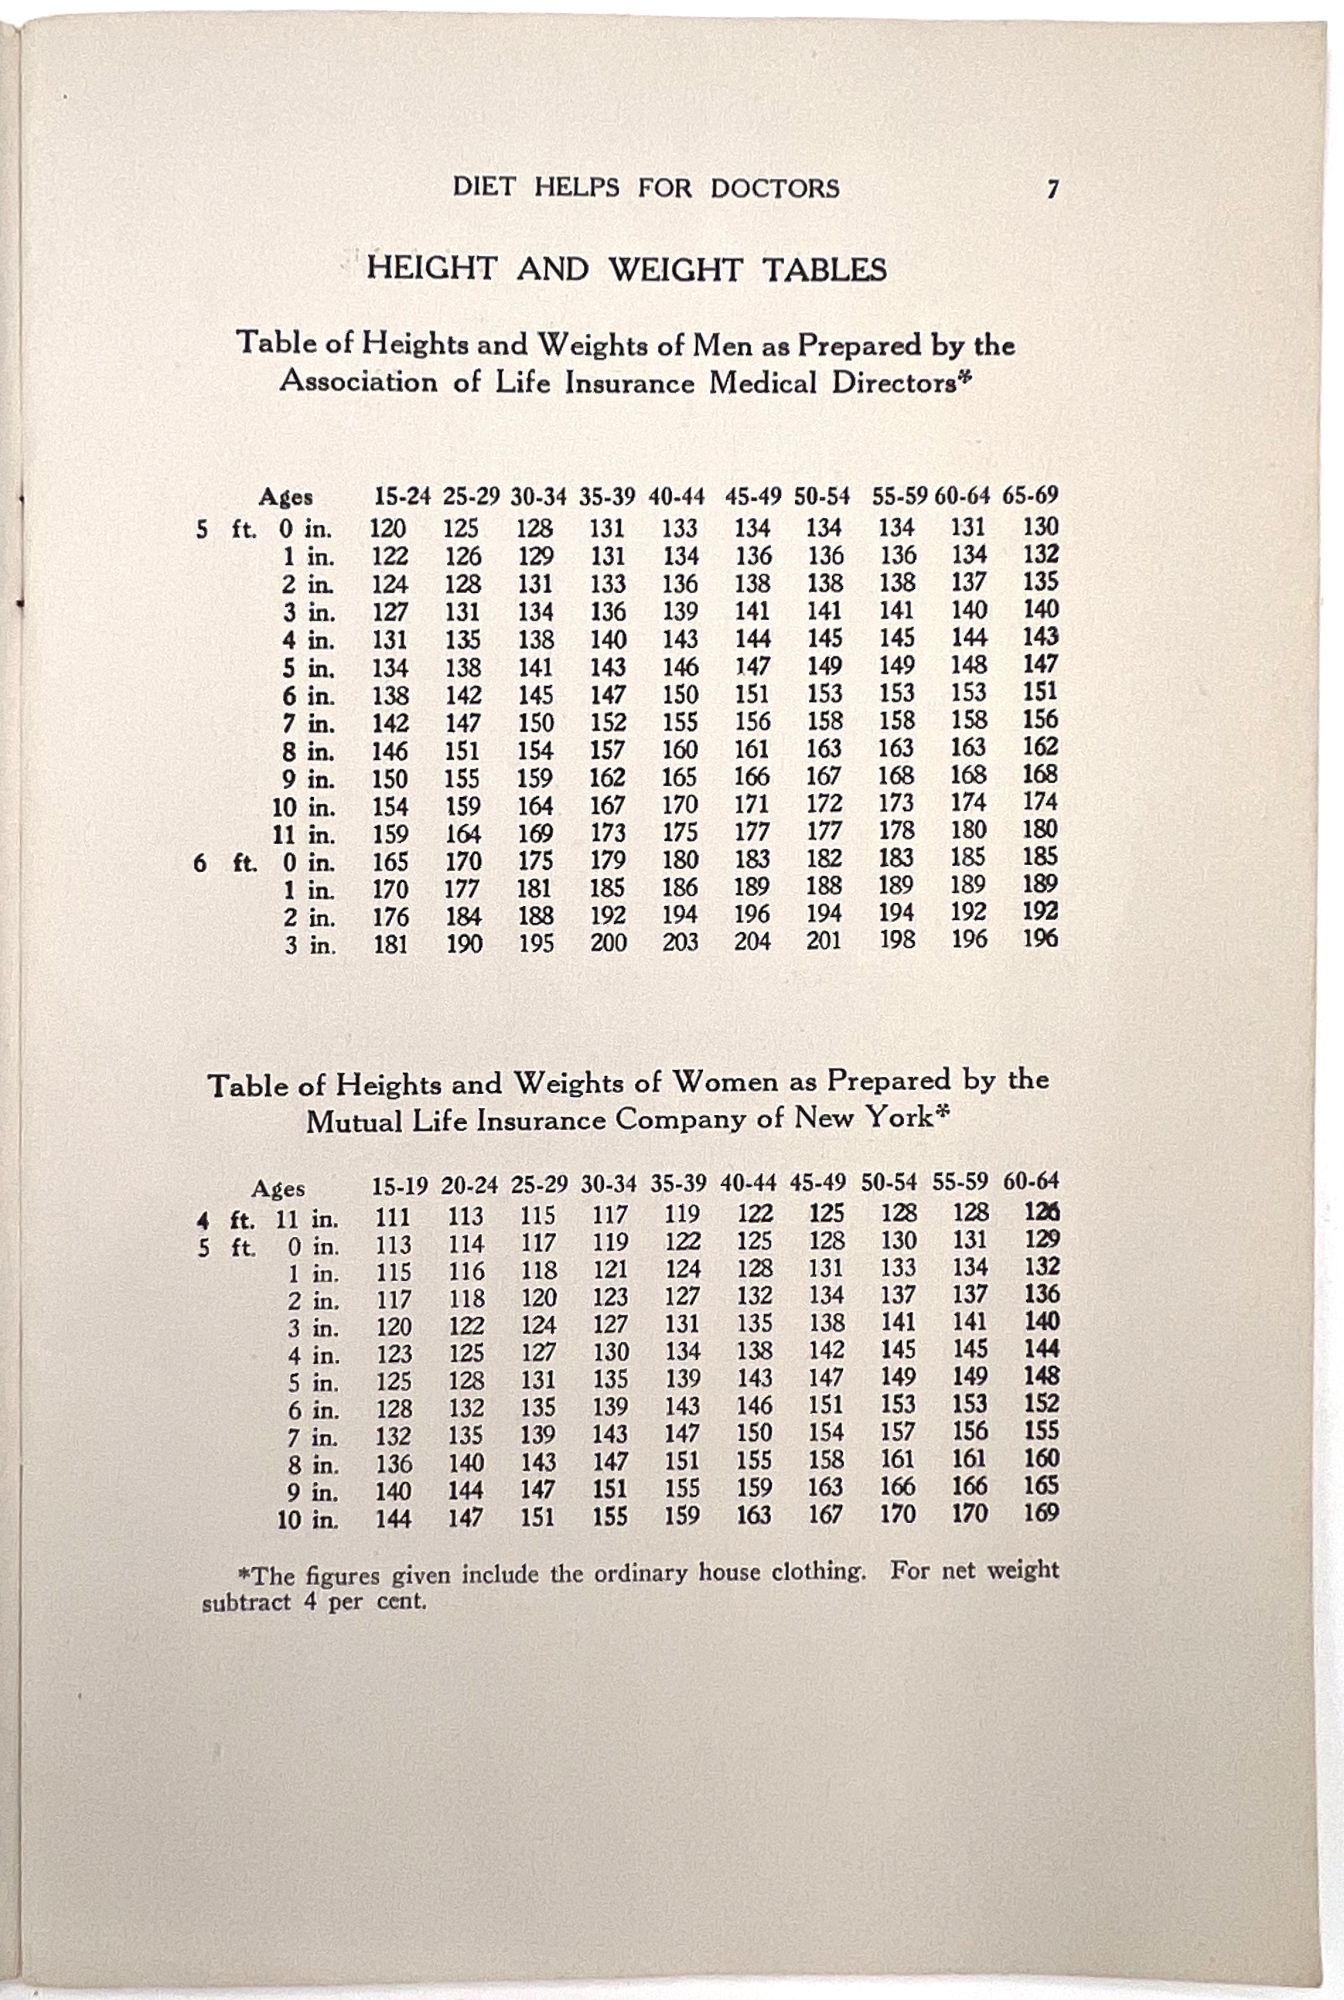 DIET HELPS FOR DOCTORS 7
HEIGHT AND WEIGHT TABLES
Table of Heights and Weights of Men as Prepared by the
Association of Life Insurance Medical Directors*
Ages 15-24 25-29 30-34 35-39 40-44 45-49 50-54 55-59 60-64 65-69
5 ft. 0 in. 120 125 128 131 133 134 134 134 131 130
1 in. 122 126 129 131 134 136 136 136 134 132
2 in. 124 128 131 133 136 138 138 138 137 135
3 in. 127 131 134 136 139 141 141 141 140 140
4 in. 131 135 138 140 143 144 145 145 144 143
5 in. 134 138 141 143 146 147 149 149 148 147
6 in. 138 142 145 147 150 151 153 153 153 151
7 in. 142 147 150 152 155 156 158 158 158 156
8 in. 146 151 154 157 160 161 163 163 163 162
9 in. 150 155 159 162 165 166 167 168 168 168
10 in. 154 159 164 167 170 171 172 173 174 174
11 in. 159 164 169 173 175 177 177 178 180 180
6 ft. 0 in. 165 170 175 179 180 183 182 183 185 185
1 in. 170 177 181 185 186 189 188 189 189 189
2 in. 176 184 188 192 194 196 194 194 192 192
3 in. 181 190 195 200 203 204 201 198 196 196
Table of Heights and Weights of Women as Prepared by the
Mutual Life Insurance Company of New York*
Ages 15-19 20-24 25-29 30-34 35-39 40-44 45-49 50-54 55-59 60-64
4 ft. 11 in. 111 113 115 117 119 122 125 128 128 126
5 ft. 0 in. 113 114 117 119 122 125 128 130 131 129
1 in. 115 116 118 121 124 128 131 133 134 132
2 in. 117 118 120 123 127 132 134 137 137 136
3 in. 120 122 124 127 131 135 138 141 141 140
4 in. 123 125 127 130 134 138 142 145 145 144
5 in. 125 128 131 135 139 143 147 149 149 148
6 in. 128 132 135 139 143 146 151 153 153 152
7 in. 132 135 139 143 147 150 154 157 156 155
8 in. 136 140 143 147 151 155 158 161 161 160
9 in. 140 144 147 151 155 159 163 166 166 165
10 in. 144 147 151 155 159 163 167 170 170 169
*The figures given include the ordinary house clothing. For net weight
subtract 4 per cent.